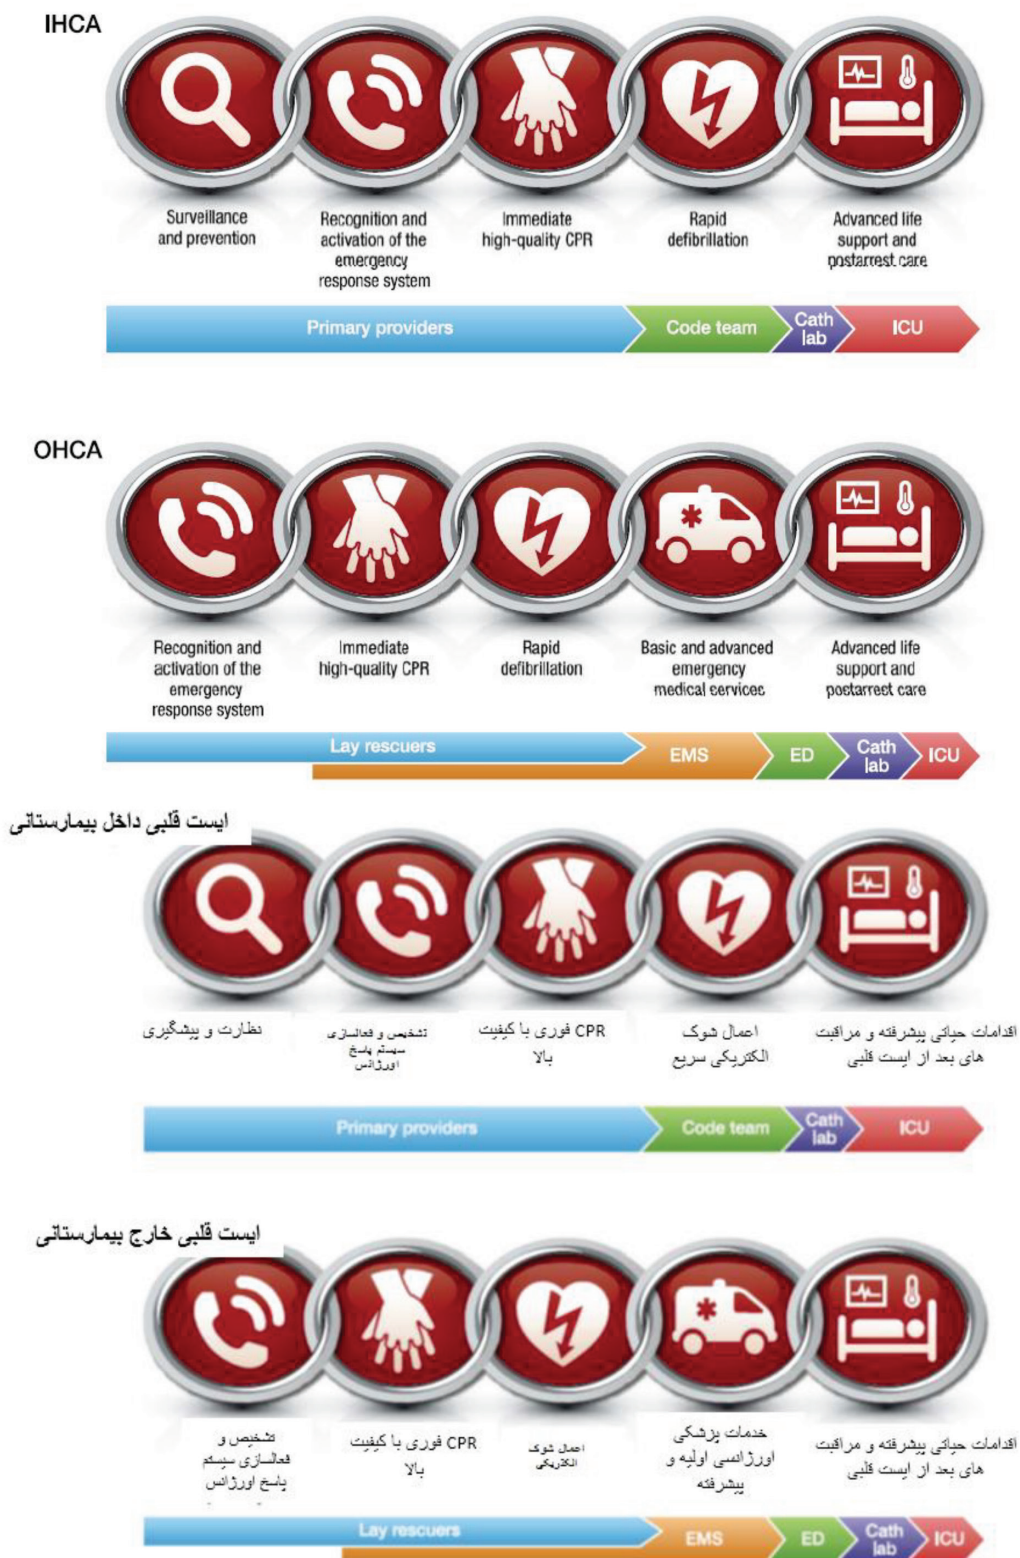 IHCA
Surveillance
and prevention
Recognition and
activation of the
emergency
response system
Immediate
high-quality CPR
Rapid
defibrillation
Advanced life
support and
postarrest care
Primary providers
Code team
Cath
lab
ICU
OHCA
Recognition and
activation of the
emergency
response system
Immediate
high-quality CPR
Rapid
defibrillation
Basic and advanced
emergency
medical services
Advanced life
support and
postarrest care
Lay rescuers
EMS
ED
Cath
lab
ICU
ایست قلبی داخل بیمارستانی
نظارت و پیشگیری
تشخیص و فعالسازی
سیستم پاسخ
اورژانس
CPR فوری با کیفیت
بالا
اعمال شوک
الکتریکی سریع
اقدامات حیاتی پیشرفته و مراقبت
های بعد از ایست قلبی
Primary providers
Code team
Cath
lab
ICU
ایست قلبی خارج بیمارستانی
تشخیص و
فعالسازی سیستم
پاسخ اورژانس
CPR فوری با کیفیت
بالا
اعمال شوک
الکتریکی
خدمات پزشکی
اورژانسی اولیه و
پیشرفته
اقدامات حیاتی پیشرفته و مراقبت
های بعد از ایست قلبی
Lay rescuers
EMS
ED
Cath
lab
ICU